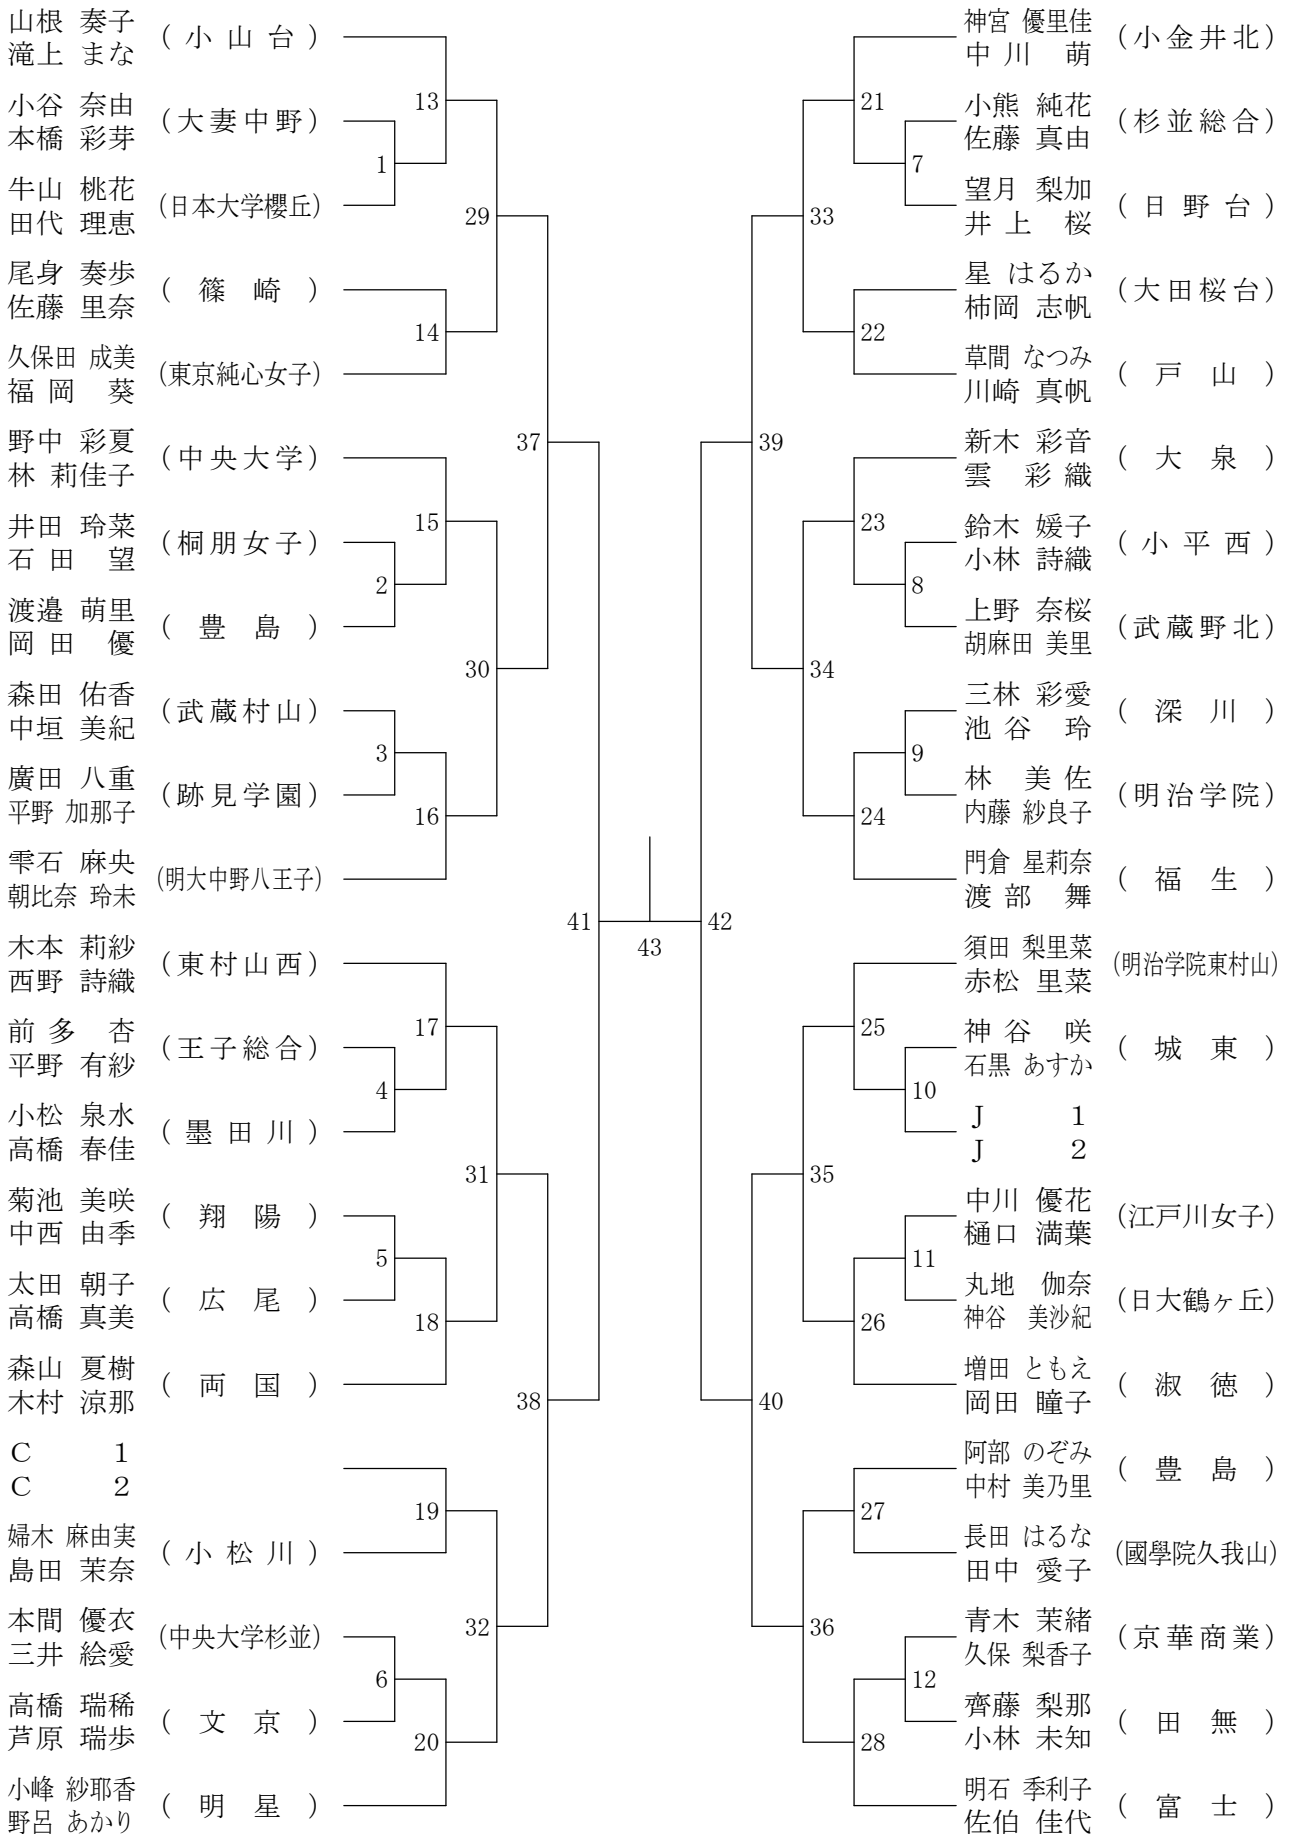 山根 奏子
滝上 まな
(小山台)
小谷 奈由
本橋 彩芽
(大妻中野)
牛山 桃花
田代 理恵
(日本大学櫻丘)
尾身 奏歩
佐藤 里奈
(篠崎)
久保田 成美
福岡 葵
(東京純心女子)
野中 彩夏
林 莉佳子
(中央大学)
井田 玲菜
石田 望
(桐朋女子)
渡邉 萌里
岡田 優
(豊島)
森田 佑香
中垣 美紀
(武蔵村山)
廣田 八重
平野 加那子
(跡見学園)
雫石 麻央
朝比奈 玲未
(明大中野八王子)
木本 莉紗
西野 詩織
(東村山西)
前多 杏
平野 有紗
(王子総合)
小松 泉水
高橋 春佳
(墨田川)
菊池 美咲
中西 由季
(翔陽)
太田 朝子
高橋 真美
(広尾)
森山 夏樹
木村 涼那
(両国)
C 1
C 2
婦木 麻由実
島田 茉奈
(小松川)
本間 優衣
三井 絵愛
(中央大学杉並)
高橋 瑞稀
芦原 瑞歩
(文京)
小峰 紗耶香
野呂 あかり
(明星)
1
2
3
4
5
6
13
14
15
16
17
18
19
20
29
30
31
32
37
38
41
43
42
39
40
33
34
35
36
21
22
23
24
25
26
27
28
7
8
9
10
11
12
神宮 優里佳
中川 萌
(小金井北)
小熊 純花
佐藤 真由
(杉並総合)
望月 梨加
井上 桜
(日野台)
星 はるか
柿岡 志帆
(大田桜台)
草間 なつみ
川崎 真帆
(戸山)
新木 彩音
雲 彩織
(大泉)
鈴木 媛子
小林 詩織
(小平西)
上野 奈桜
胡麻田 美里
(武蔵野北)
三林 彩愛
池谷 玲
(深川)
林 美佐
内藤 紗良子
(明治学院)
門倉 星莉奈
渡部 舞
(福生)
須田 梨里菜
赤松 里菜
(明治学院東村山)
神谷 咲
石黒 あすか
(城東)
J 1
J 2
中川 優花
樋口 満葉
(江戸川女子)
丸地 伽奈
神谷 美沙紀
(日大鶴ヶ丘)
増田 ともえ
岡田 瞳子
(淑徳)
阿部 のぞみ
中村 美乃里
(豊島)
長田 はるな
田中 愛子
(國學院久我山)
青木 茉緒
久保 梨香子
(京華商業)
齊藤 梨那
小林 未知
(田無)
明石 季利子
佐伯 佳代
(富士)